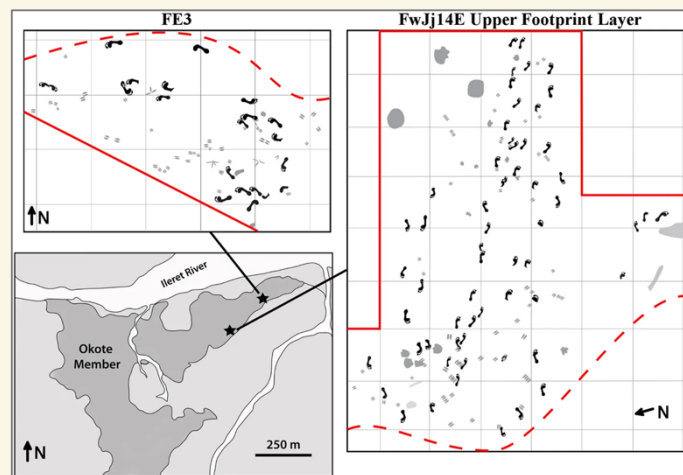 FE3
FwJj14E Upper Footprint Layer
N
Ileret River
Okote
Member
N
250 m
N